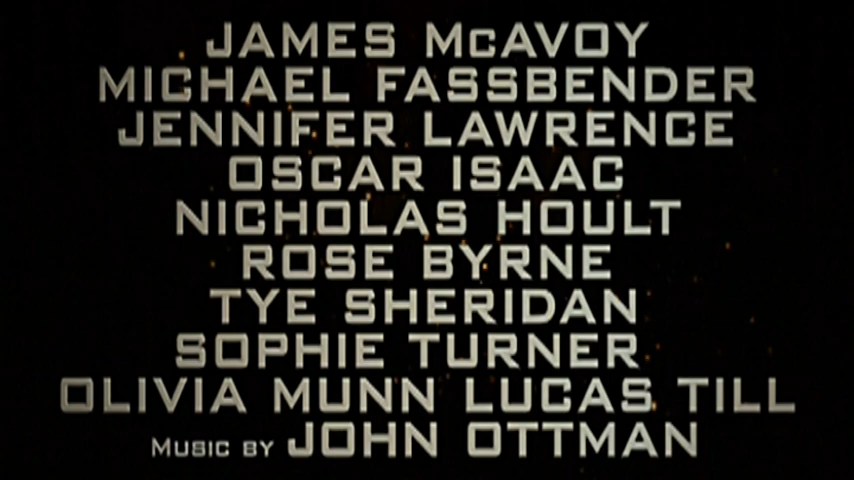 JAMES McAVOY
MICHAEL FASSBENDER
JENNIFER LAWRENCE
OSCAR ISAAC
NICHOLAS HOULT
ROSE BYRNE
TYE SHERIDAN
SOPHIE TURNER
OLIVIA MUNN LUCAS TILL
MUSIC BY JOHN OTTMAN